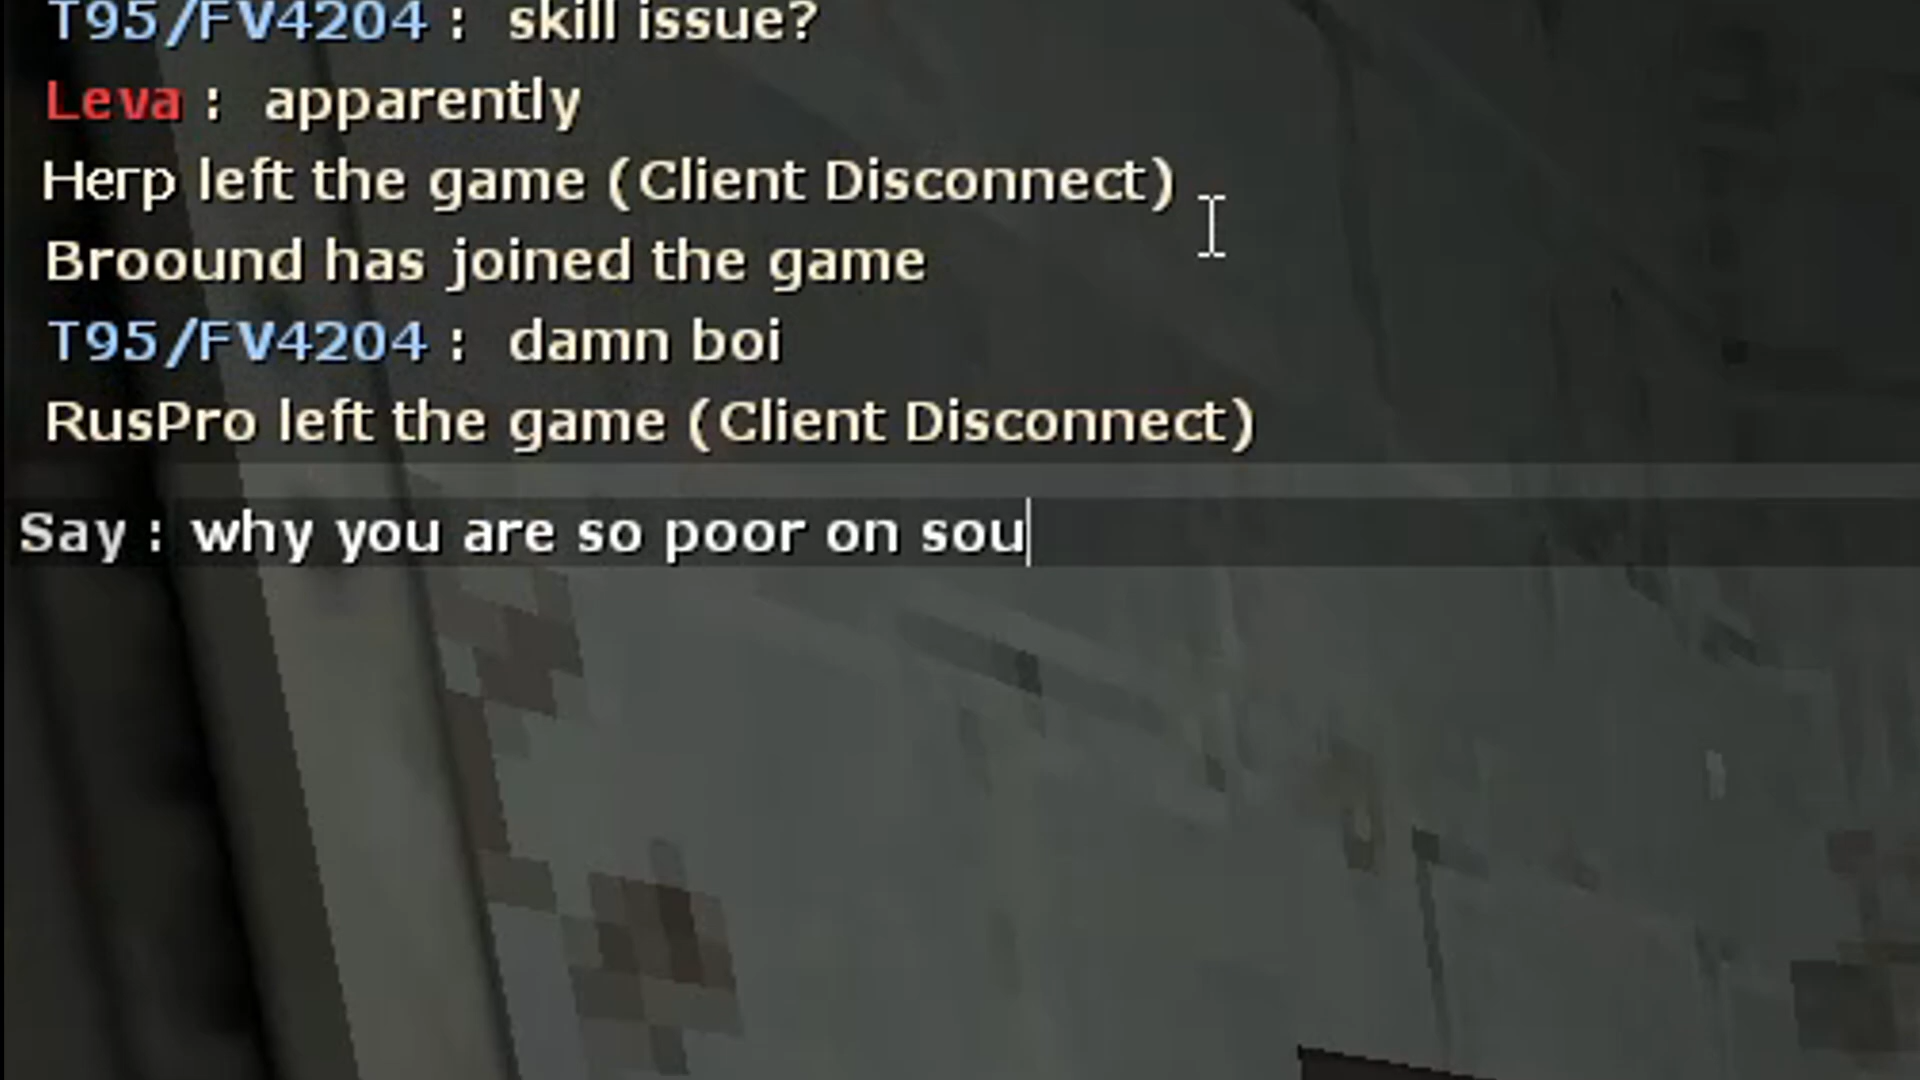 T95/FV4204 : skill issue?
Leva : apparently
Herp left the game (Client Disconnect)
Broound has joined the game
T95/FV4204 : damn boi
RusPro left the game (Client Disconnect)
Say : why you are so poor on sou